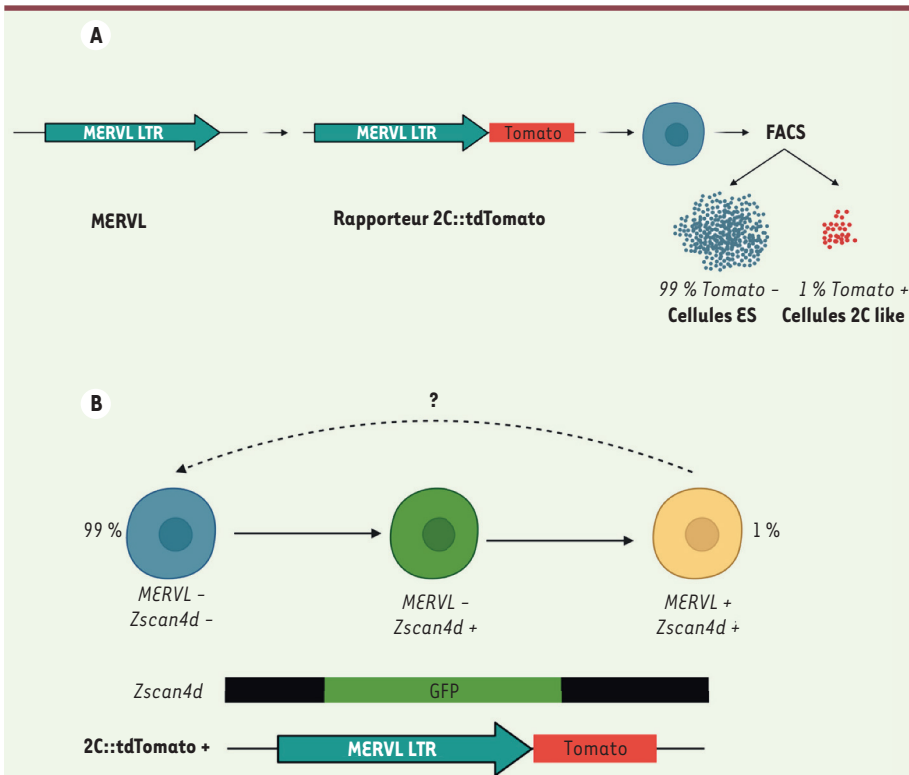 A
MERVL LTR
MERVL LTR
Tomato
FACS
MERVL
Rapporteur 2C::tdTomato
99 % Tomato –
1 % Tomato +
Cellules ES
Cellules 2C like
B
?
99 %
1 %
MERVL –
Zscan4d –
MERVL –
Zscan4d +
MERVL +
Zscan4d +
Zscan4d
GFP
2C::tdTomato +
MERVL LTR
Tomato